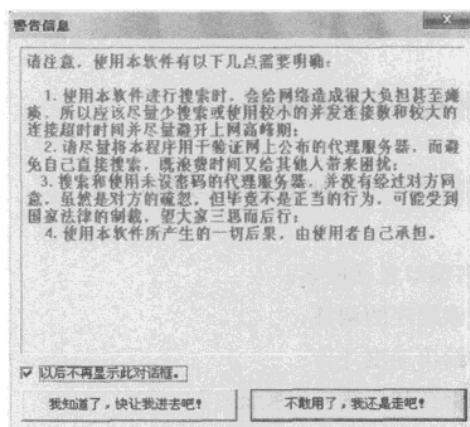 警告信息
请注意，使用本软件有以下几点需要明确：
1. 使用本软件进行搜索时，会给网络造成很大负担甚至瘫
痪，所以应该尽量少搜索或使用较小的并发连接数和较大的
连接超时时间并尽量避开上网高峰期；
2. 请尽量将本程序用于验证网上公布的代理服务器，而避
免自己直接搜索，既浪费时间又给其他人带来困扰；
3. 搜索和使用未设密码的代理服务器，并没有经过对方同
意，虽然是对方的疏忽，但毕竟不是正当的行为，可能受到
国家法律的制裁，望大家三思而后行；
4. 使用本软件所产生的一切后果，由使用者自己承担。
以后不再显示此对话框。
我知道了，快让我进去吧！
不敢用了，我还是走吧！